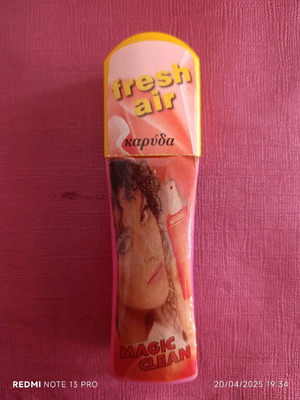 fresh
air
καρύδα
MAGIC
CLEAN
REDMI NOTE 13 PRO
20/04/2025 19:34